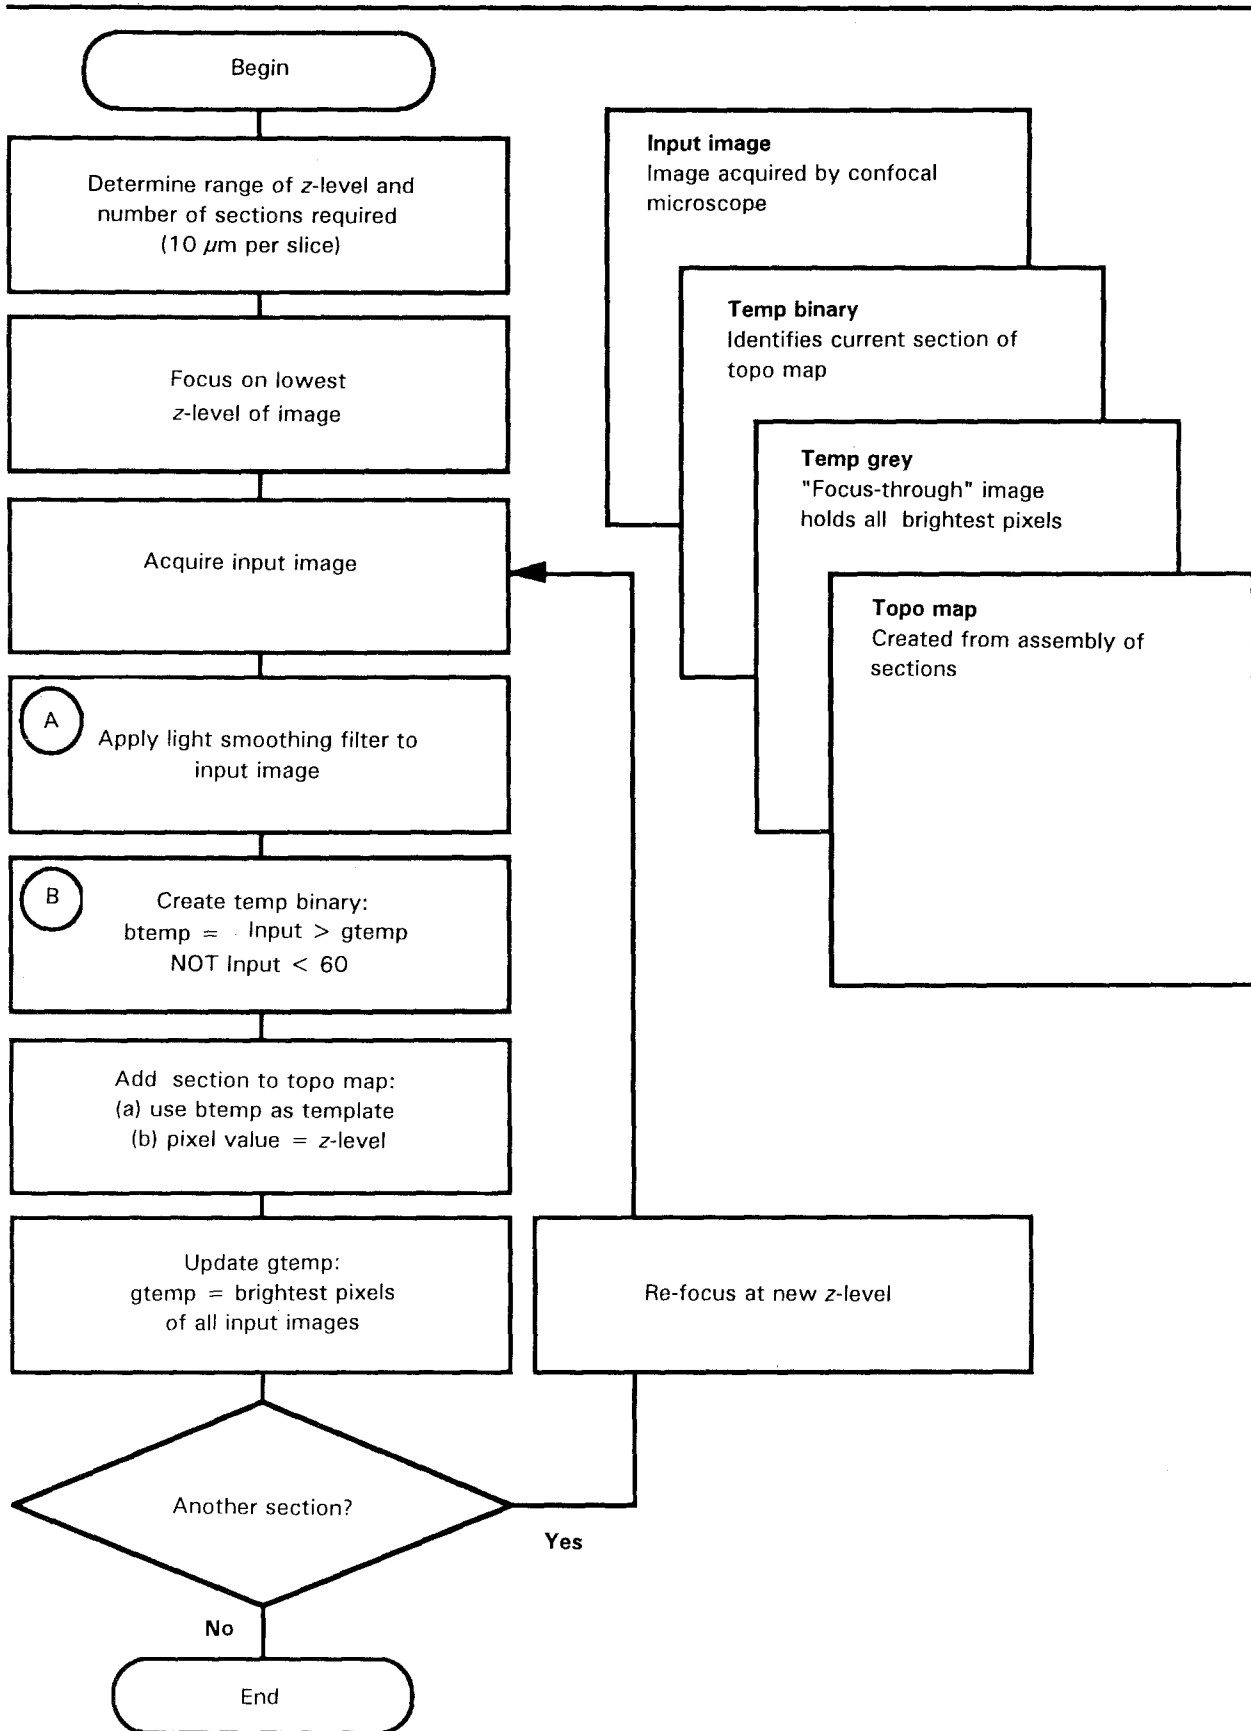 Begin
Determine range of z-level and
number of sections required
(10 µm per slice)
Focus on lowest
z-level of image
Acquire input image
A
Apply light smoothing filter to
input image
B
Create temp binary:
btemp = Input > gtemp
NOT Input < 60
Add section to topo map:
(a) use btemp as template
(b) pixel value = z-level
Update gtemp:
gtemp = brightest pixels
of all input images
Re-focus at new z-level
Another section?
Yes
No
End
Input image
Image acquired by confocal
microscope
Temp binary
Identifies current section of
topo map
Temp grey
"Focus-through" image
holds all brightest pixels
Topo map
Created from assembly of
sections